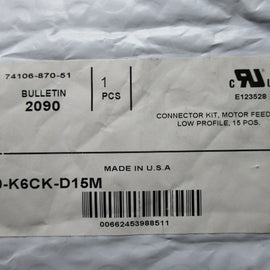 74106-870-51
BULLETIN
2090
1
PCS
C
E123528
CONNECTOR KIT, MOTOR FEED
LOW PROFILE, 15 POS.
MADE IN U.S.A
-K6CK-D15M
00662453988511